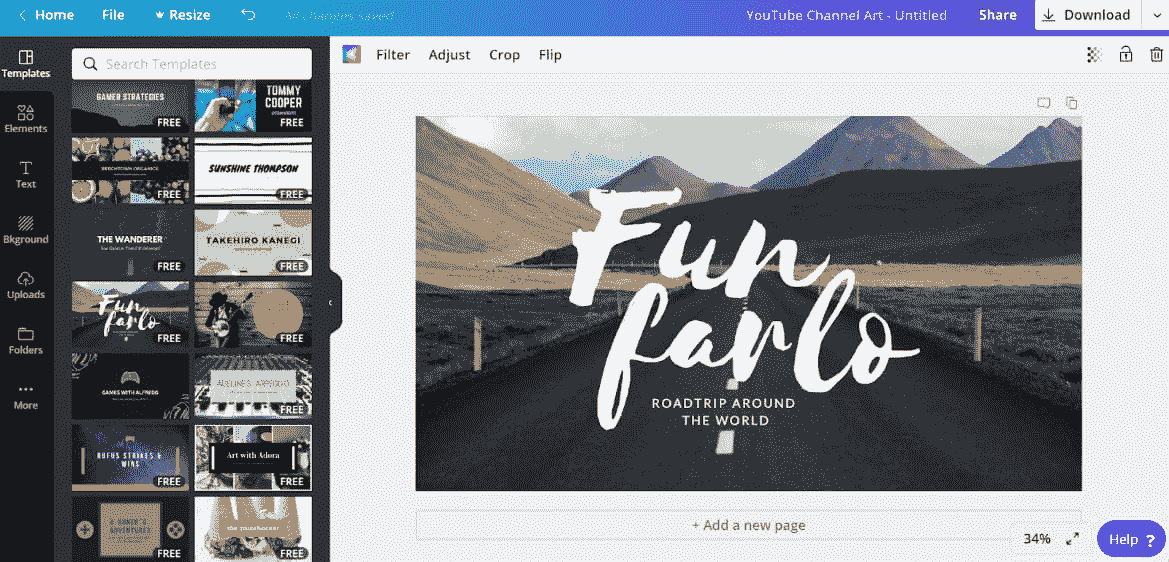 Home File Resize All changes saved YouTube Channel Art - Untitled Share Download
Templates
Elements
Text
Bkground
Uploads
Folders
More
Search Templates
GAMER STRATEGIES
FREE
TOMMY
COOPER
FREE
BEECHTOWN ORGANICS
FREE
SUNSHINE THOMPSON
FREE
THE WANDERER
FREE
TAKEHIRO KANEGI
FREE
Fun
farlo
FREE
FREE
GAMES WITH ALFREDO
FREE
RUFUS STRIKES &
WINS
FREE
Art with Adora
FREE
FREE
FREE
Filter Adjust Crop Flip
Fun
farlo
ROADTRIP AROUND
THE WORLD
+ Add a new page
34%
Help ?